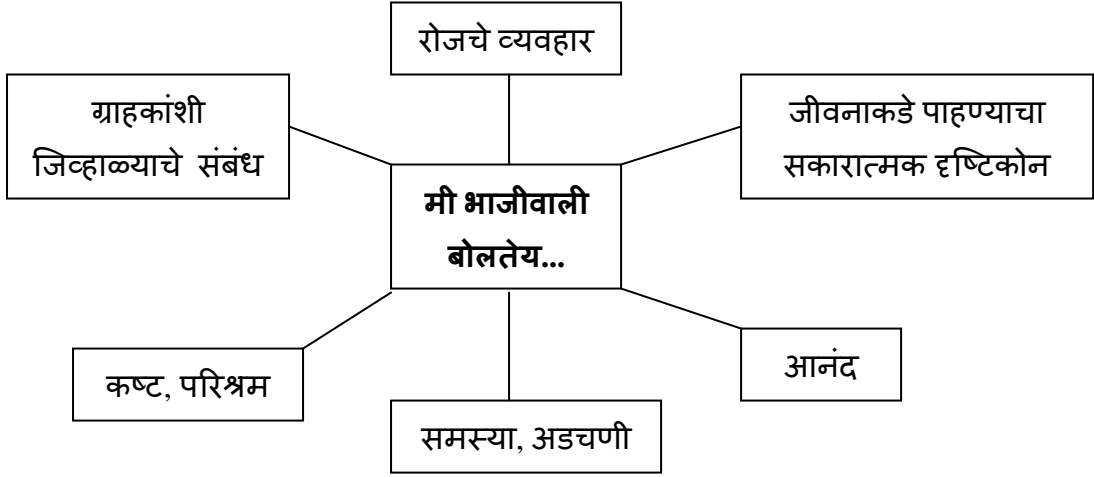 रोजचे व्यवहार
ग्राहकांशी
जिव्हाळ्याचे संबंध
जीवनाकडे पाहण्याचा
सकारात्मक दृष्टिकोन
मी भाजीवाली
बोलतेय...
कष्ट, परिश्रम
आनंद
समस्या, अडचणी